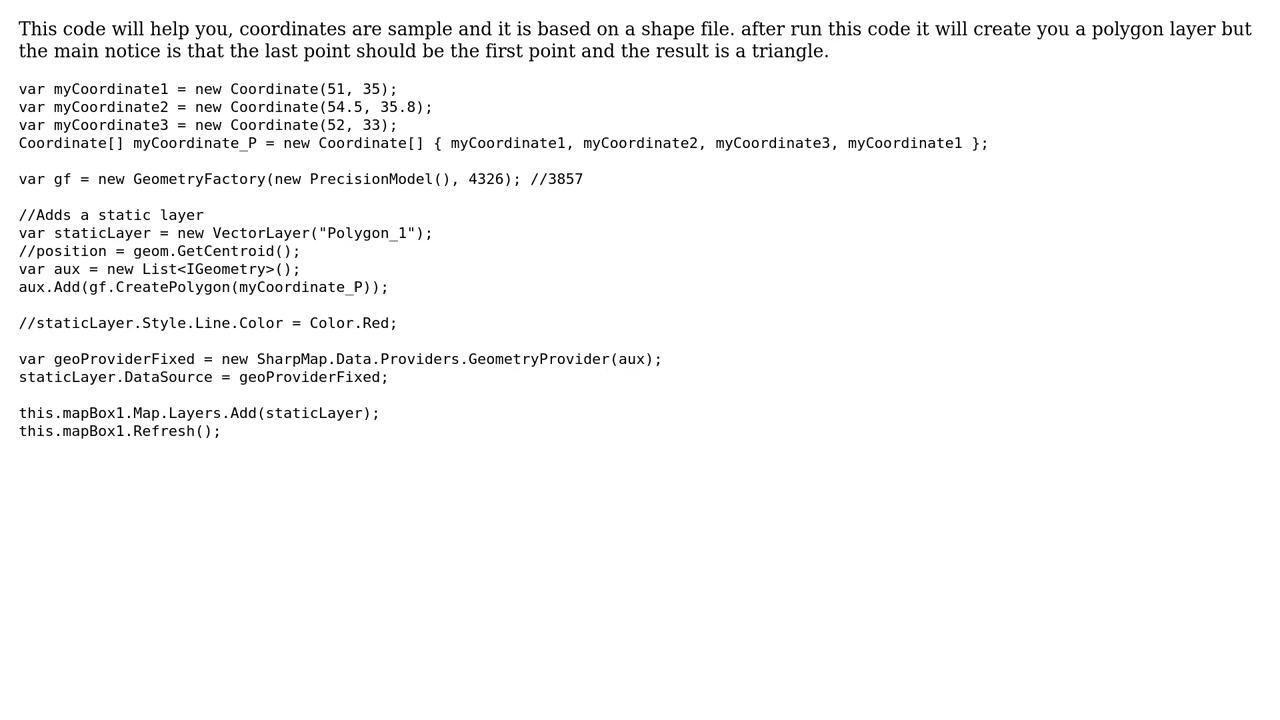 This code will help you, coordinates are sample and it is based on a shape file. after run this code it will create you a polygon layer but
the main notice is that the last point should be the first point and the result is a triangle.
var myCoordinate1 = new Coordinate(51, 35);
var myCoordinate2 = new Coordinate(54.5, 35.8);
var myCoordinate3 = new Coordinate(52, 33);
Coordinate[] myCoordinate_P = new Coordinate[] { myCoordinate1, myCoordinate2, myCoordinate3, myCoordinate1 };
var gf = new GeometryFactory(new PrecisionModel(), 4326); //3857
//Adds a static layer
var staticLayer = new VectorLayer("Polygon_1");
//position = geom.GetCentroid();
var aux = new List<IGeometry>();
aux.Add(gf.CreatePolygon(myCoordinate_P));
//staticLayer.Style.Line.Color = Color.Red;
var geoProviderFixed = new SharpMap.Data.Providers.GeometryProvider(aux);
staticLayer.DataSource = geoProviderFixed;
this.mapBox1.Map.Layers.Add(staticLayer);
this.mapBox1.Refresh();